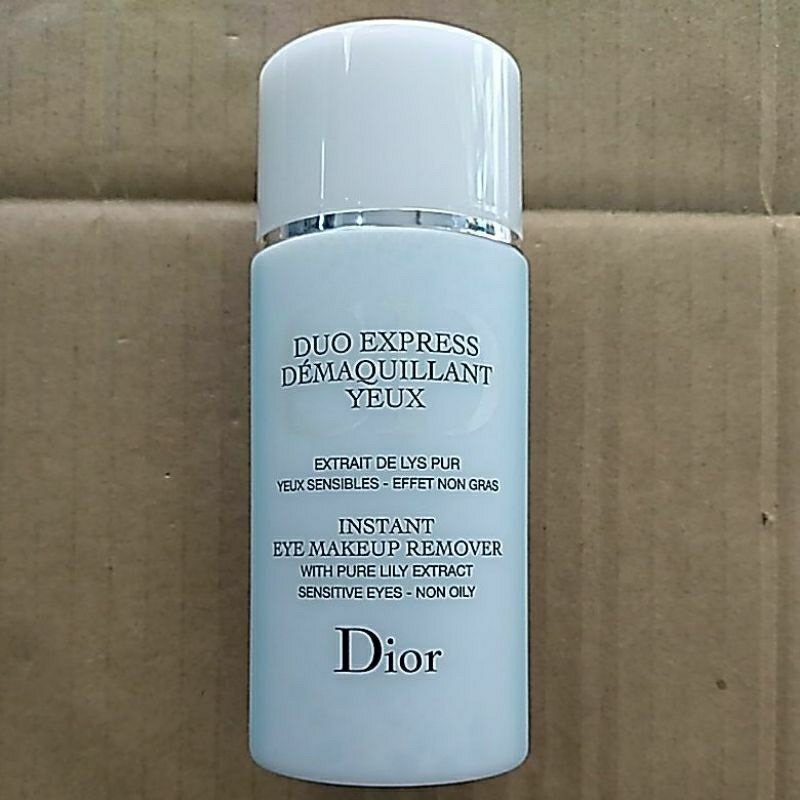 DUO EXPRESS
DÉMAQUILLANT
YEUX
EXTRAIT DE LYS PUR
YEUX SENSIBLES - EFFET NON GRAS
INSTANT
EYE MAKEUP REMOVER
WITH PURE LILY EXTRACT
SENSITIVE EYES - NON OILY
Dior